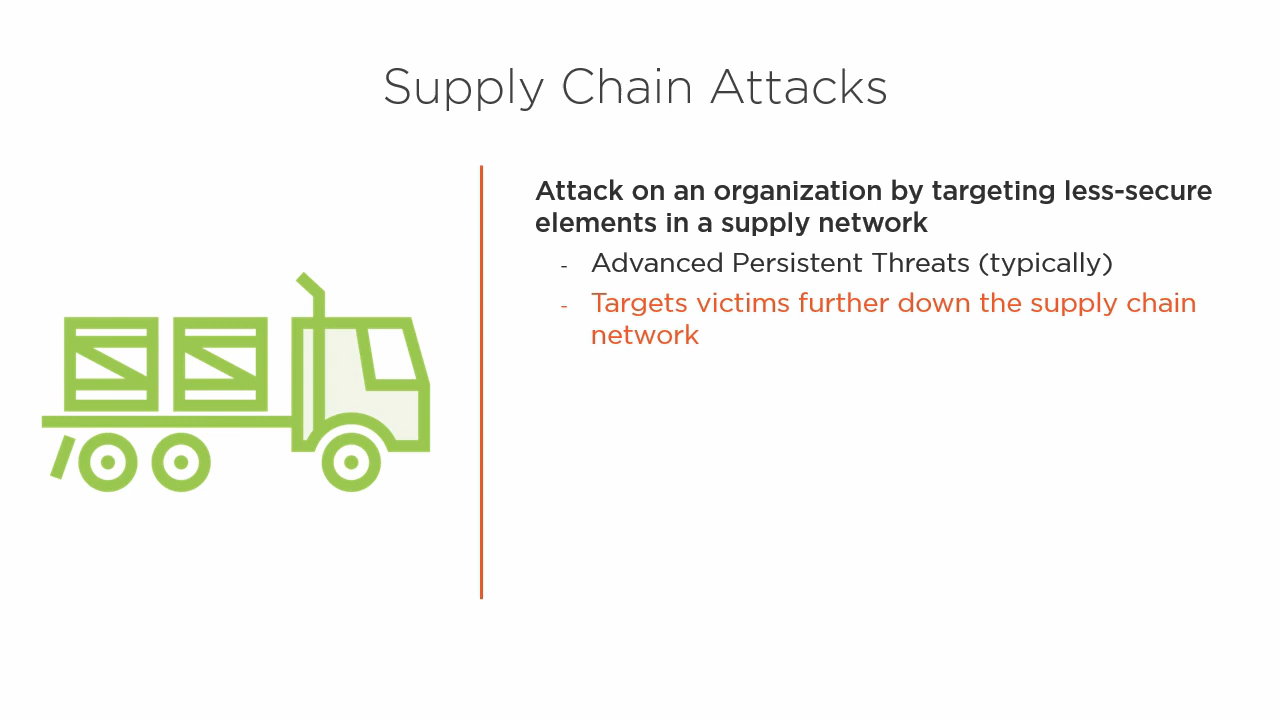 Supply Chain Attacks
Attack on an organization by targeting less-secure
elements in a supply network
- Advanced Persistent Threats (typically)
- Targets victims further down the supply chain
network